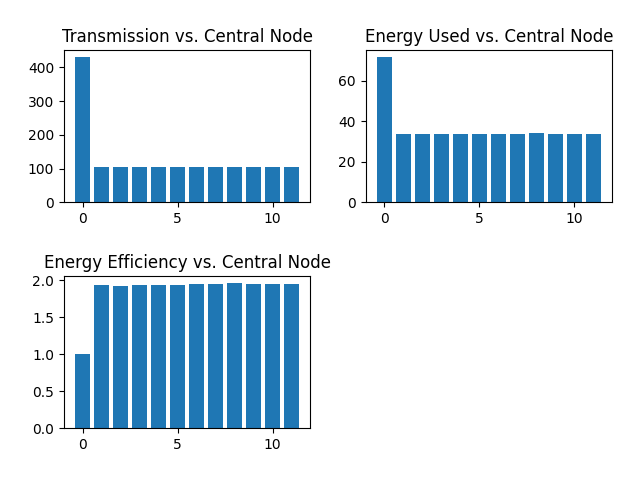 Transmission vs. Central Node
400
300
200
100
0
0 5 10
Energy Used vs. Central Node
60
40
20
0
0 5 10
Energy Efficiency vs. Central Node
2.0
1.5
1.0
0.5
0.0
0 5 10